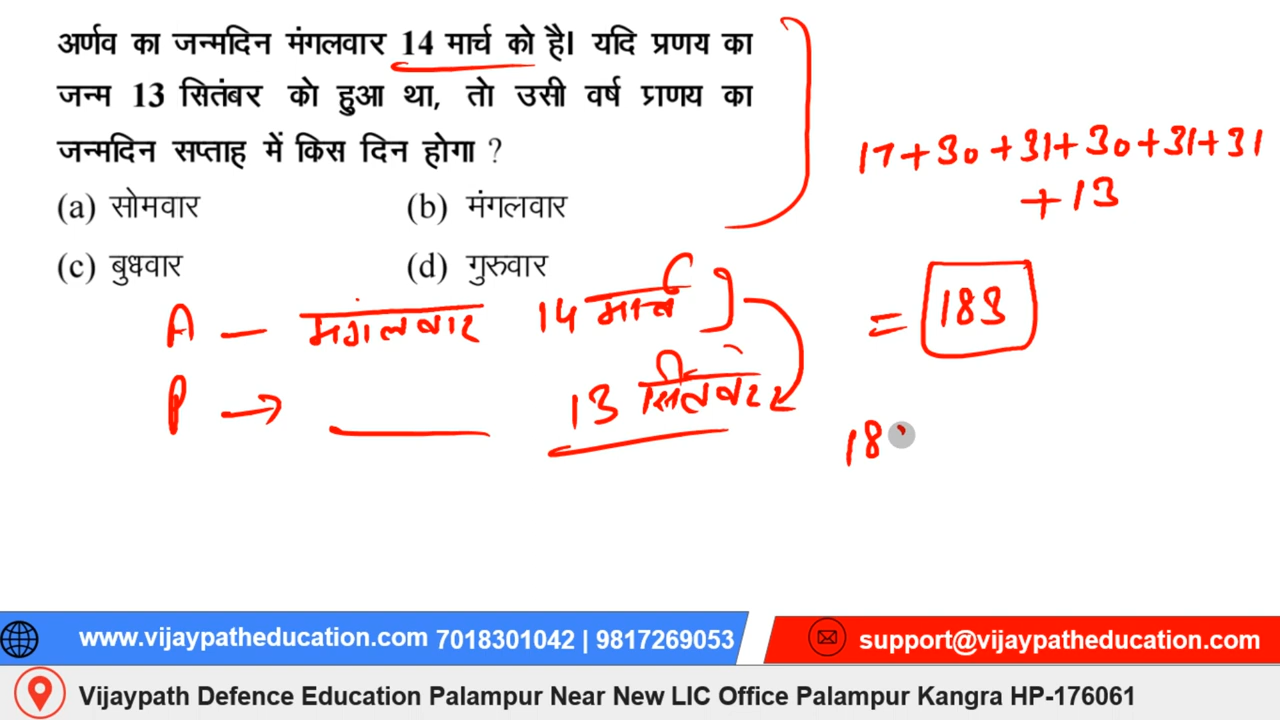 अर्णव का जन्मदिन मंगलवार 14 मार्च को है। यदि प्रणय का
जन्म 13 सितंबर को हुआ था, तो उसी वर्ष प्राणय का
जन्मदिन सप्ताह में किस दिन होगा ?
(a) सोमवार (b) मंगलवार
(c) बुधवार (d) गुरुवार
17+30+31+30+31+31
+13
= 183
A – मंगलवार 14 मार्च
P → 13 सितंबर
18
www.vijaypatheducation.com 7018301042 | 9817269053
support@vijaypatheducation.com
Vijaypath Defence Education Palampur Near New LIC Office Palampur Kangra HP-176061